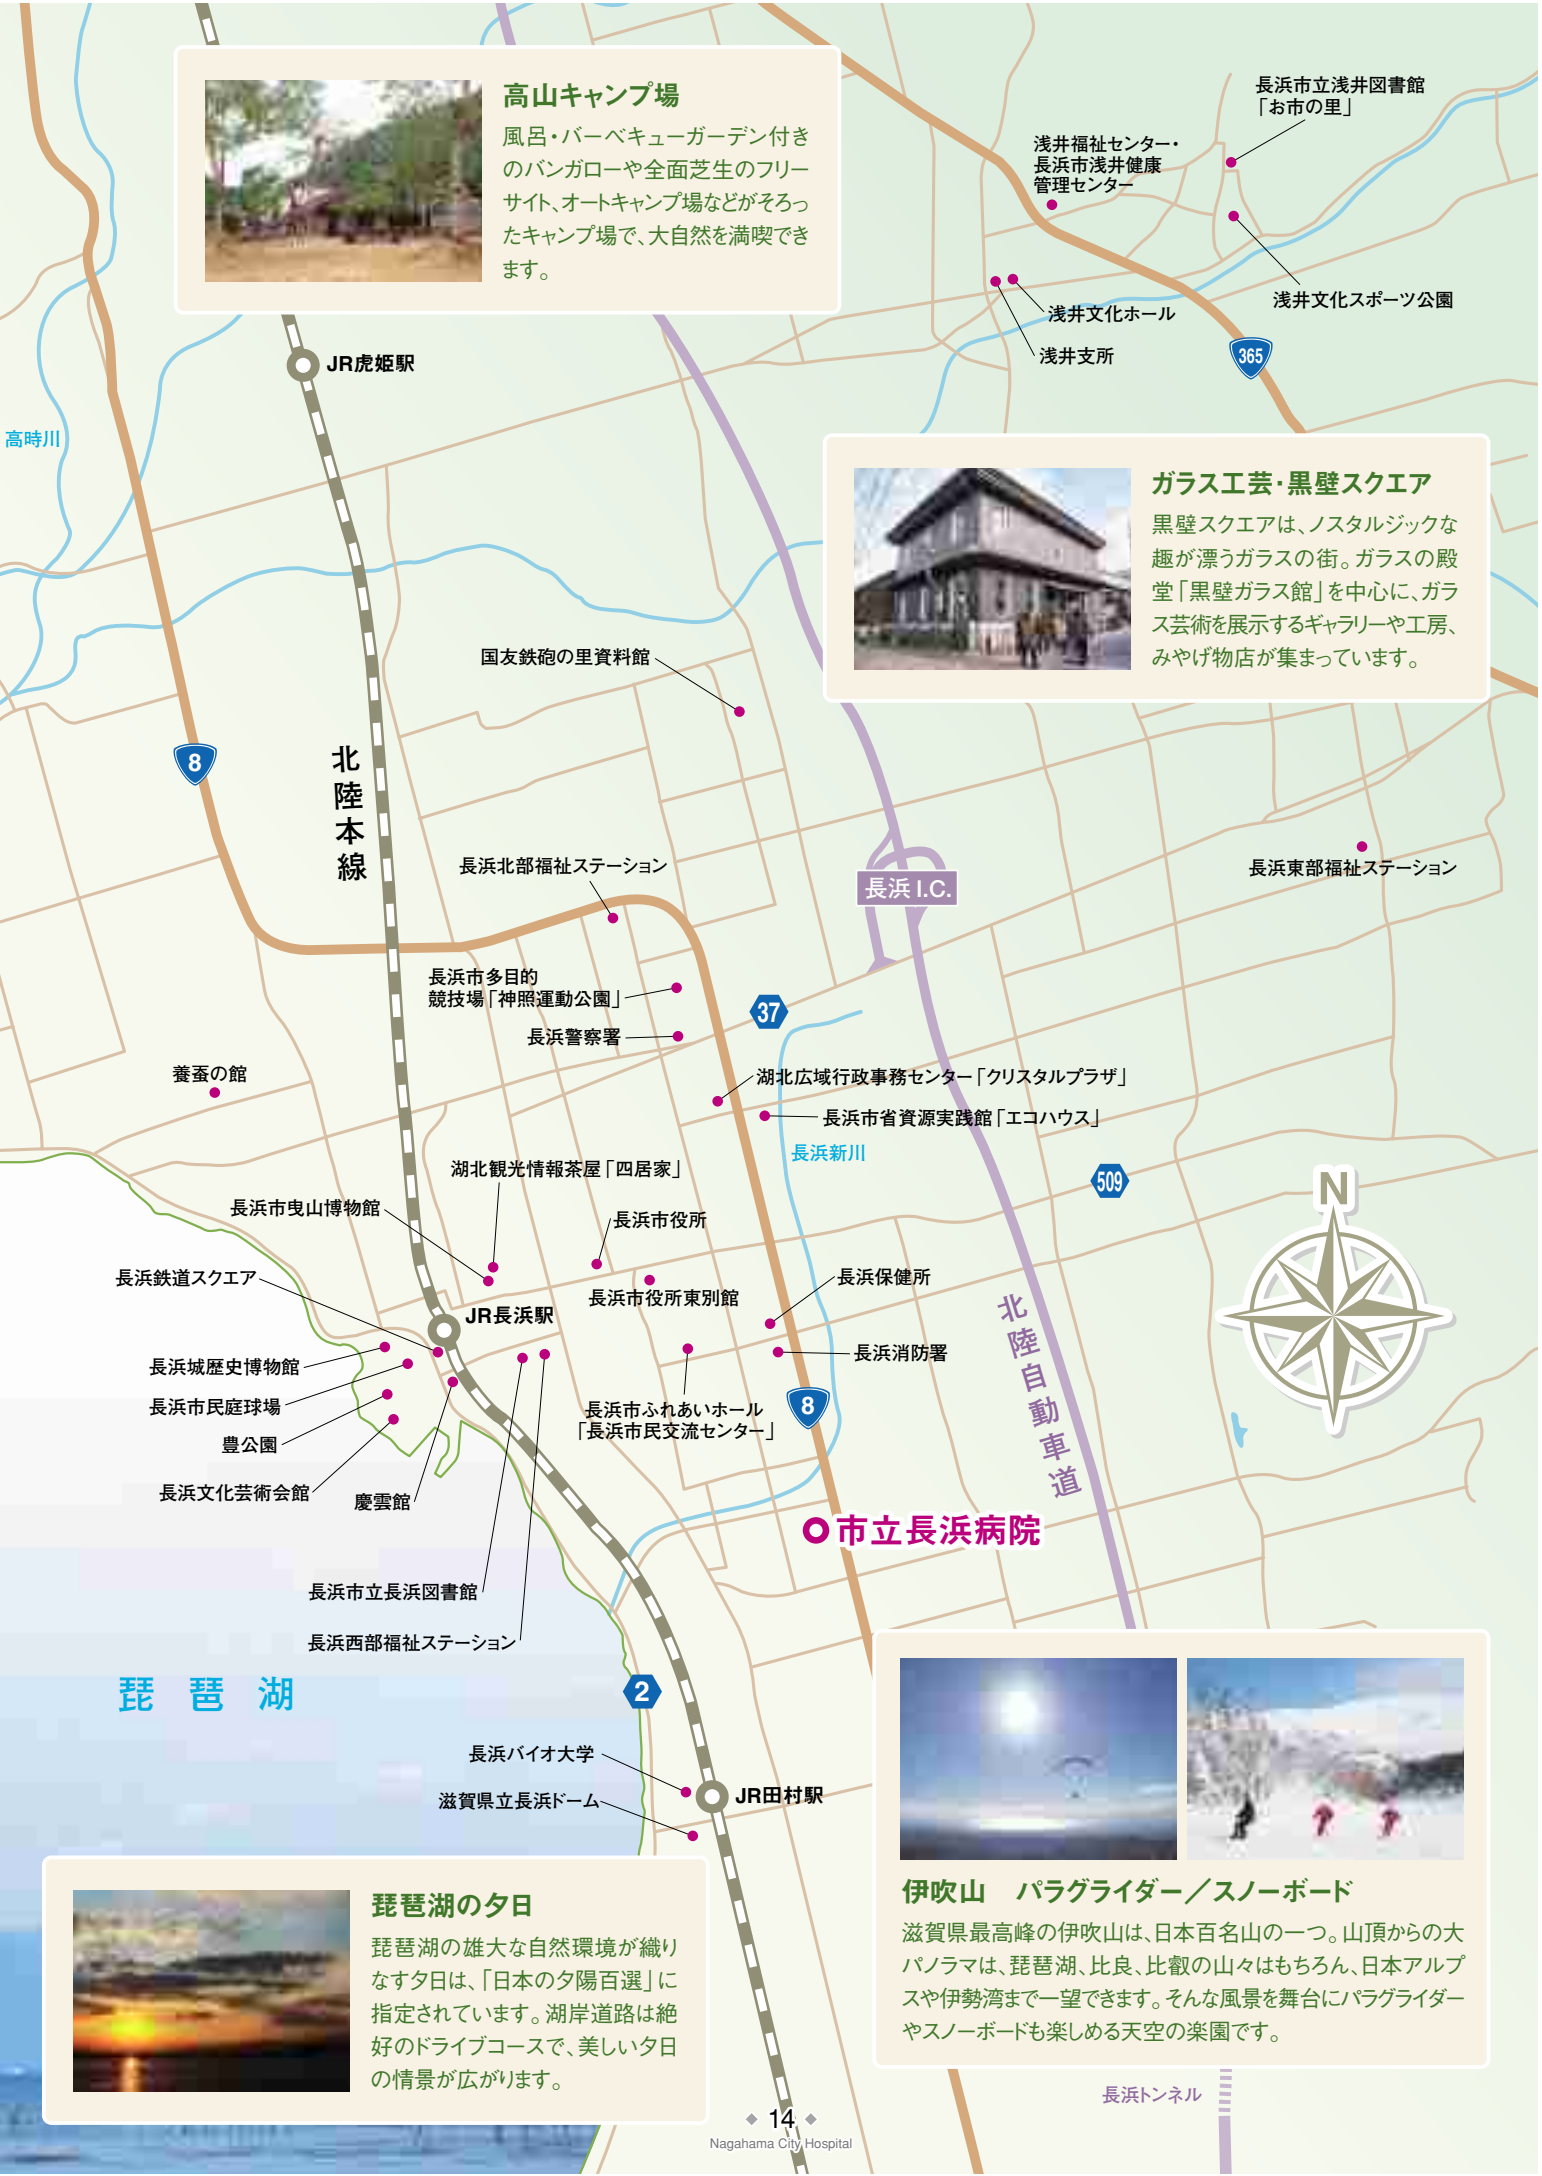 高山キャンプ場
風呂・バーベキューガーデン付き
のバンガローや全面芝生のフリー
サイト、オートキャンプ場などがそろっ
たキャンプ場で、大自然を満喫でき
ます。
長浜市立浅井図書館
「お市の里」
浅井福祉センター・
長浜市浅井健康
管理センター
浅井文化スポーツ公園
浅井文化ホール
浅井支所
365
JR虎姫駅
高時川
ガラス工芸・黒壁スクエア
黒壁スクエアは、ノスタルジックな
趣が漂うガラスの街。ガラスの殿
堂「黒壁ガラス館」を中心に、ガラ
ス芸術を展示するギャラリーや工房、
みやげ物店が集まっています。
国友鉄砲の里資料館
8
北陸本線
長浜北部福祉ステーション
長浜 I.C.
長浜東部福祉ステーション
長浜市多目的
競技場「神照運動公園」
37
長浜警察署
養蚕の館
湖北広域行政事務センター「クリスタルプラザ」
長浜市省資源実践館「エコハウス」
長浜新川
湖北観光情報茶屋「四居家」
509
N
長浜市曳山博物館
長浜市役所
長浜鉄道スクエア
長浜保健所
長浜市役所東別館
JR長浜駅
北陸自動車道
長浜消防署
長浜城歴史博物館
長浜市民庭球場
8
長浜市ふれあいホール
「長浜市民交流センター」
豊公園
長浜文化芸術会館
慶雲館
市立長浜病院
長浜市立長浜図書館
長浜西部福祉ステーション
琵琶湖
2
長浜バイオ大学
JR田村駅
滋賀県立長浜ドーム
琵琶湖の夕日
琵琶湖の雄大な自然環境が織り
なす夕日は、「日本の夕陽百選」に
指定されています。湖岸道路は絶
好のドライブコースで、美しい夕日
の情景が広がります。
伊吹山　パラグライダー／スノーボード
滋賀県最高峰の伊吹山は、日本百名山の一つ。山頂からの大
パノラマは、琵琶湖、比良、比叡の山々はもちろん、日本アルプ
スや伊勢湾まで一望できます。そんな風景を舞台にパラグライダー
やスノーボードも楽しめる天空の楽園です。
長浜トンネル
14
Nagahama City Hospital